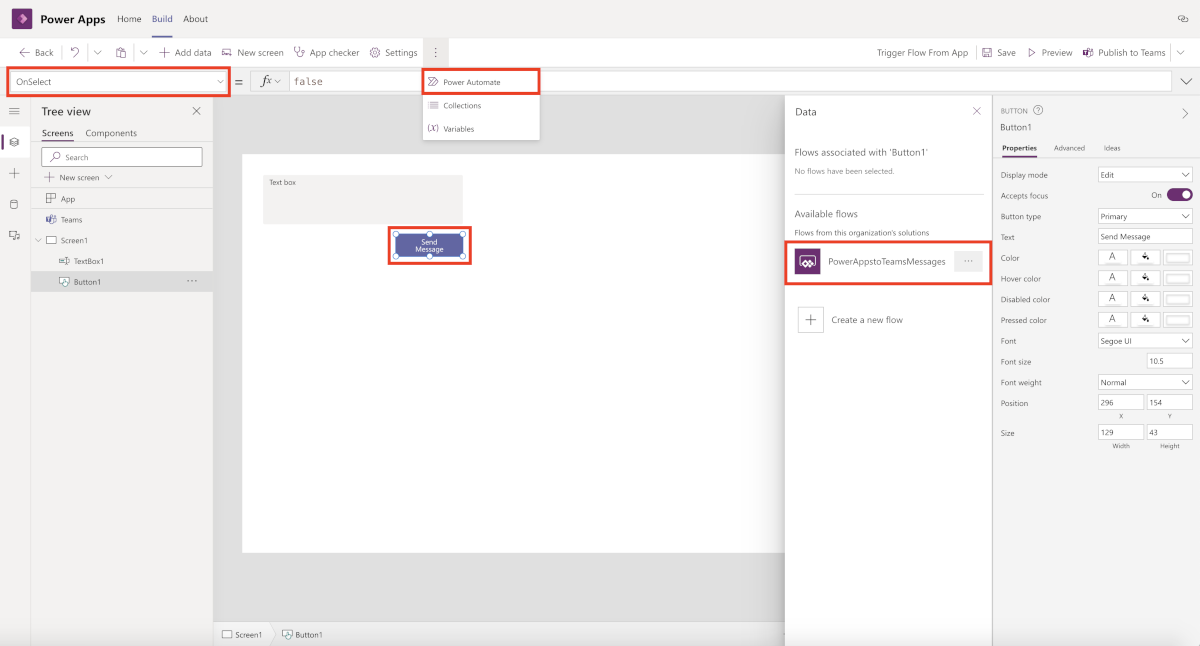 Power Apps
Home
Build
About
Back
Add data
New screen
App checker
Settings
Trigger Flow From App
Save
Preview
Publish to Teams
OnSelect
=
fx
false
Power Automate
Collections
(X) Variables
Tree view
Screens
Components
Search
New screen
App
Teams
Screen1
TextBox1
Button1
Text box
Send
Message
Screen1
Button1
Data
Flows associated with 'Button1'
No flows have been selected.
Available flows
Flows from this organization's solutions
PowerAppstoTeamsMessages
Create a new flow
BUTTON
Button1
Properties
Advanced
Ideas
Display mode
Edit
Accepts focus
On
Button type
Primary
Text
Send Message
Color
A
Hover color
A
Disabled color
A
Pressed color
A
Font
Segoe UI
Font size
10.5
Font weight
Normal
Position
296
154
X
Y
Size
129
43
Width
Height